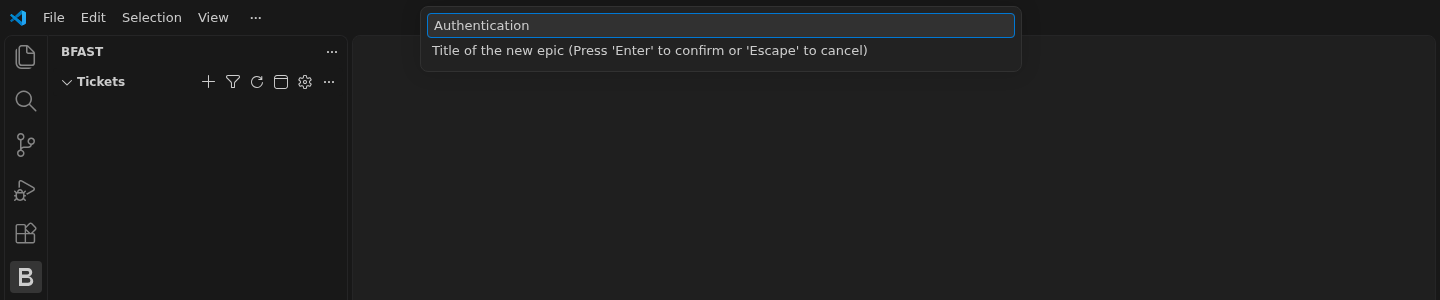 File Edit Selection View ...
Authentication
Title of the new epic (Press 'Enter' to confirm or 'Escape' to cancel)
BFAST ...
Tickets ...
B